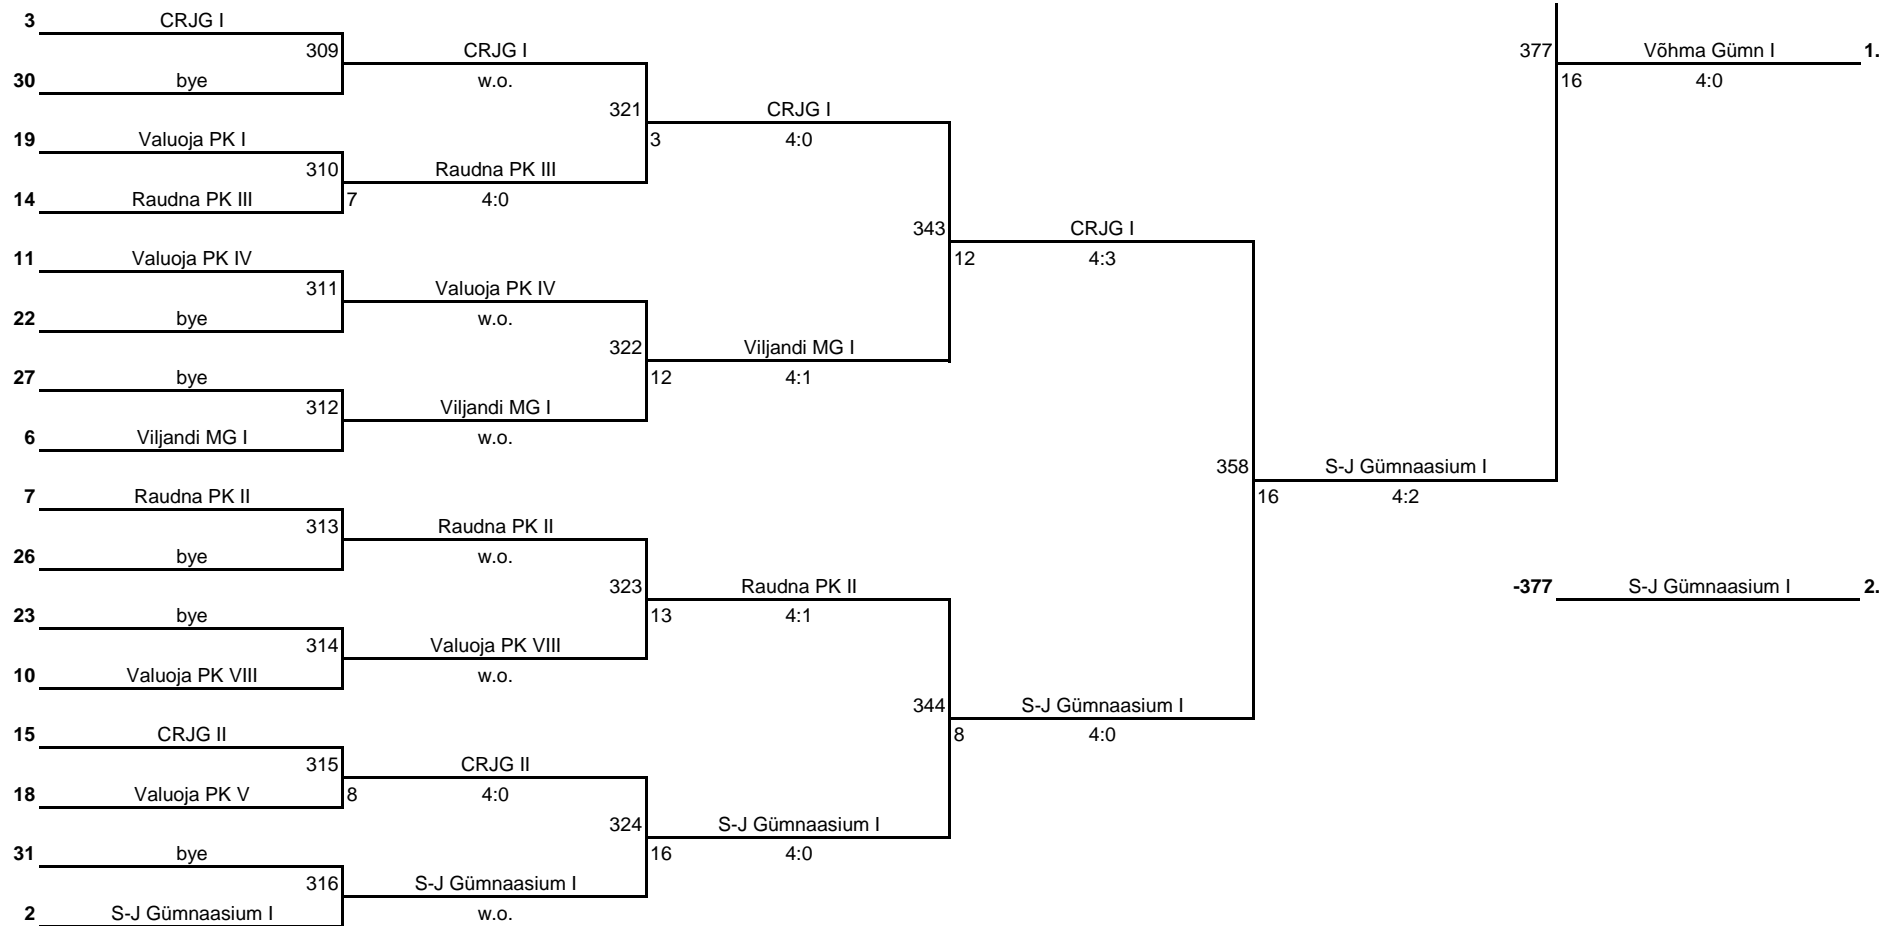 3 CRJG I
309 CRJG I 377 Võhma Gümn I 1.
30 bye w.o. 16 4:0
321 CRJG I
19 Valuoja PK I 3 4:0
310 Raudna PK III
14 Raudna PK III 7 4:0
343 CRJG I
11 Valuoja PK IV 12 4:3
311 Valuoja PK IV
22 bye w.o.
322 Viljandi MG I
27 bye 12 4:1
312 Viljandi MG I
6 Viljandi MG I w.o.
358 S-J Gümnaasium I
7 Raudna PK II 16 4:2
313 Raudna PK II
26 bye w.o.
323 Raudna PK II -377 S-J Gümnaasium I 2.
23 bye 13 4:1
314 Valuoja PK VIII
10 Valuoja PK VIII w.o.
344 S-J Gümnaasium I
15 CRJG II 8 4:0
315 CRJG II
18 Valuoja PK V 8 4:0
324 S-J Gümnaasium I
31 bye 16 4:0
316 S-J Gümnaasium I
2 S-J Gümnaasium I w.o.